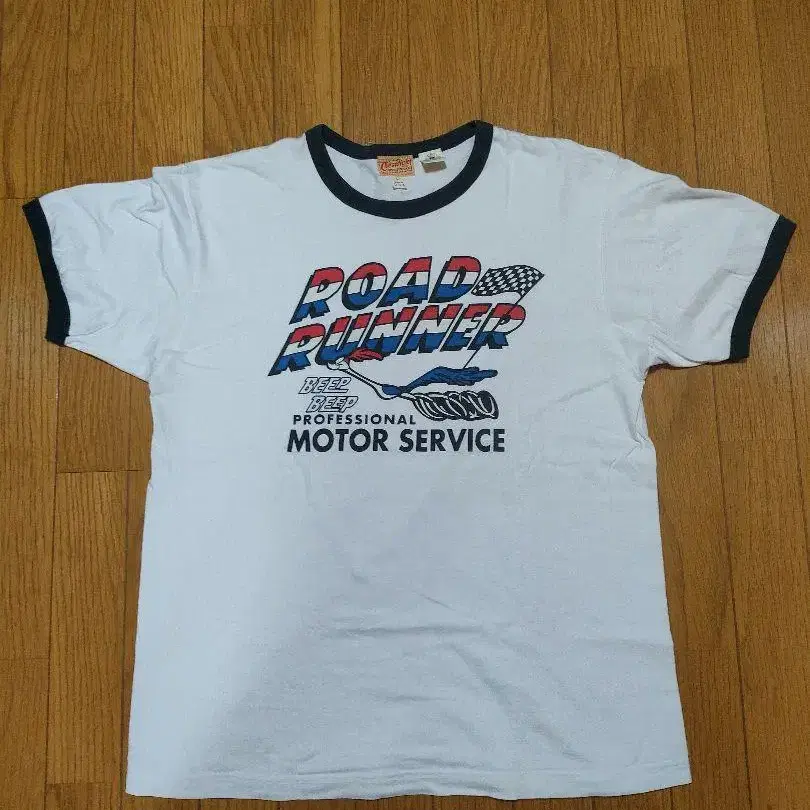 ROAD
RUNNER
BEEP
BEEP
PROFESSIONAL
MOTOR SERVICE